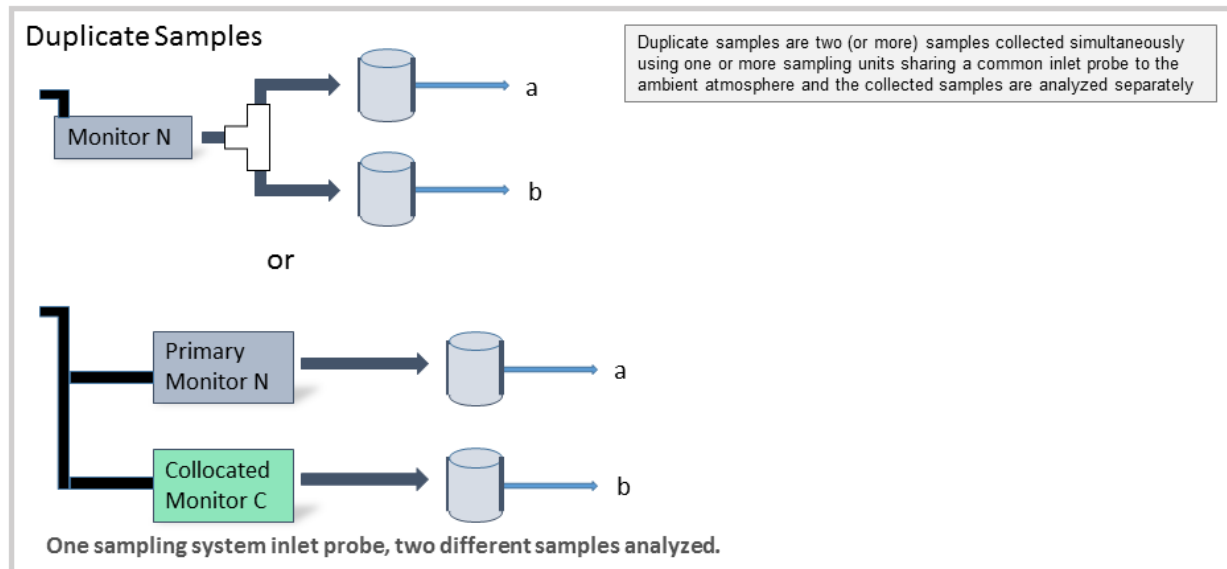 Duplicate Samples
Duplicate samples are two (or more) samples collected simultaneously
using one or more sampling units sharing a common inlet probe to the
ambient atmosphere and the collected samples are analyzed separately
a
Monitor N
b
or
Primary
Monitor N
a
Collocated
Monitor C
b
One sampling system inlet probe, two different samples analyzed.